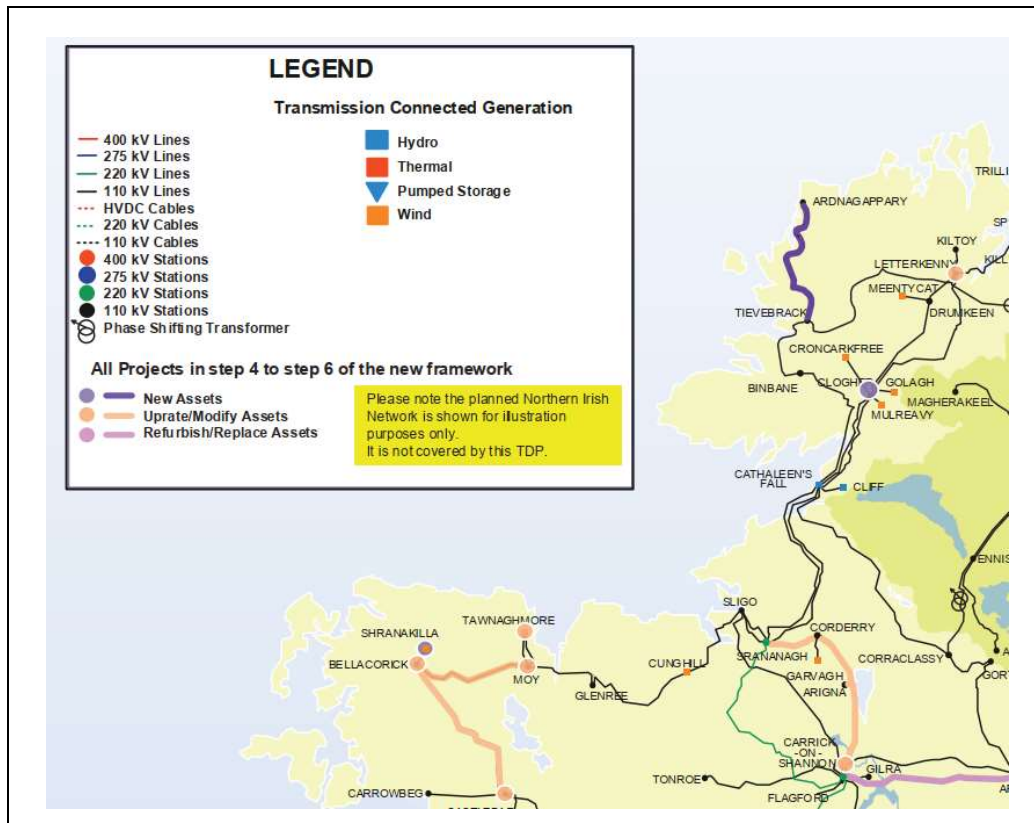 LEGEND
Transmission Connected Generation
400 kV Lines
275 kV Lines
220 kV Lines
110 kV Lines
HVDC Cables
220 kV Cables
110 kV Cables
400 kV Stations
275 kV Stations
220 kV Stations
110 kV Stations
Phase Shifting Transformer
Hydro
Thermal
Pumped Storage
Wind
All Projects in step 4 to step 6 of the new framework
New Assets
Uprate/Modify Assets
Refurbish/Replace Assets
Please note the planned Northern Irish
Network is shown for illustration
purposes only.
It is not covered by this TDP.
TRILLI
ARDNAGAPPARY
SP
KILTOY
LETTERKENNY
KILL
MEENTYCAT
TIEVEBRACK
DRUMKEEN
CRONCARKFREE
BINBANE
GOLAGH
MAGHERAKEEL
MULREAVY
CATHALEEN'S
FALL
CLIFF
ENNIS
SLIGO
TAWNAGHMORE
CORDERRY
SHRANAKILLA
BELLACORICK
SRANANAGH
CUNGHILL
CORRACLASSY
MOY
GARVAGH
GLENREE
ARIGNA
GORT
CARRICK
-ON-
SHANNON
GILRA
TONROE
CARROWBEG
FLAGFORD